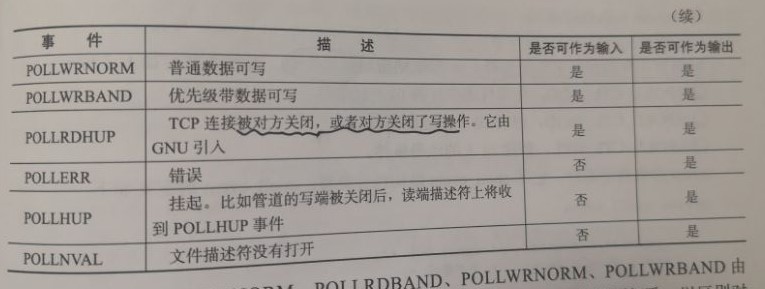 （续）
事 件 描 述 是否可作为输入 是否可作为输出
POLLWRNORM 普通数据可写 是 是
POLLWRBAND 优先级带数据可写 是 是
POLLRDHUP TCP 连接被对方关闭，或者对方关闭了写操作。它由
GNU 引入 是 是
POLLERR 错误 否 是
POLLHUP 挂起。比如管道的写端被关闭后，读端描述符上将收
到 POLLHUP 事件 否 是
POLLNVAL 文件描述符没有打开 否 是
POLLRDBAND、POLLWRNORM、POLLWRBAND 由